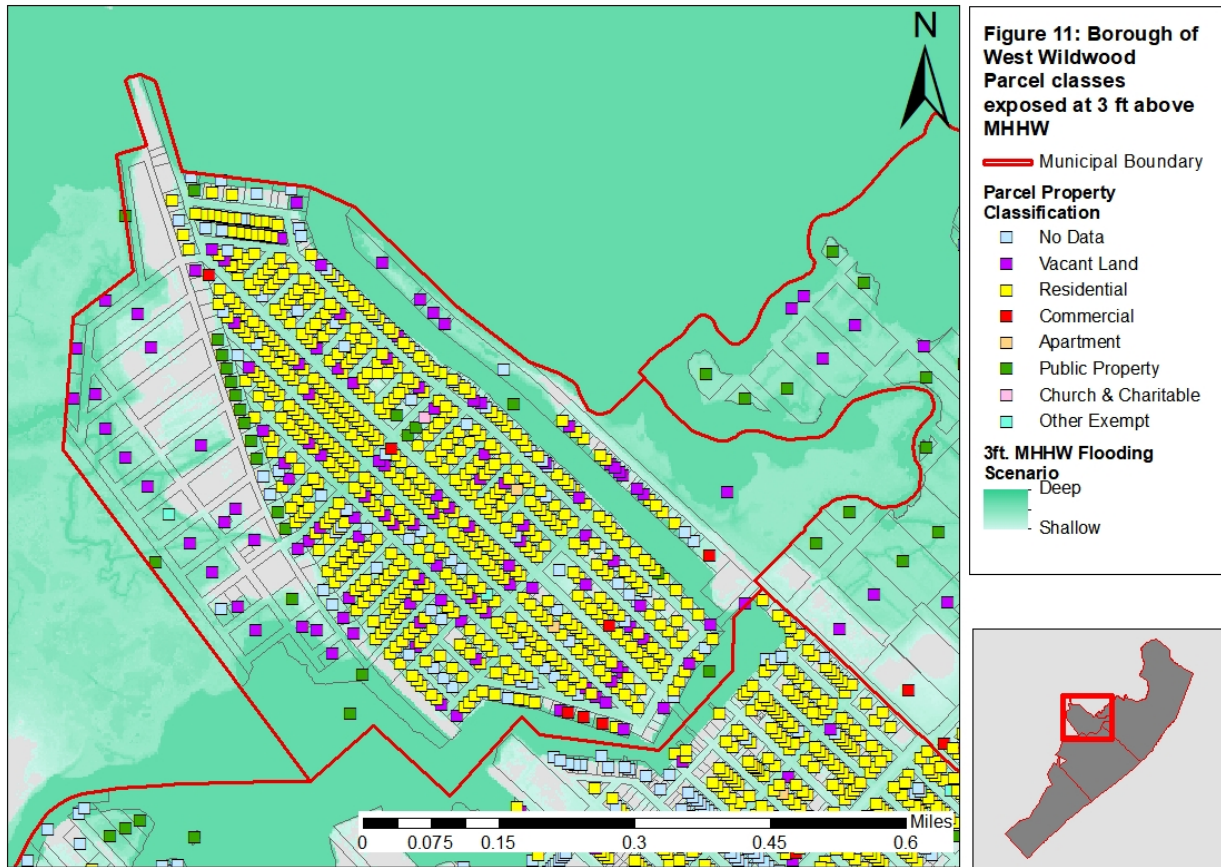 N
Figure 11: Borough of
West Wildwood
Parcel classes
exposed at 3 ft above
MHHW
Municipal Boundary
Parcel Property
Classification
No Data
Vacant Land
Residential
Commercial
Apartment
Public Property
Church & Charitable
Other Exempt
3ft. MHHW Flooding
Scenario
Deep
Shallow
Miles
0 0.075 0.15 0.3 0.45 0.6